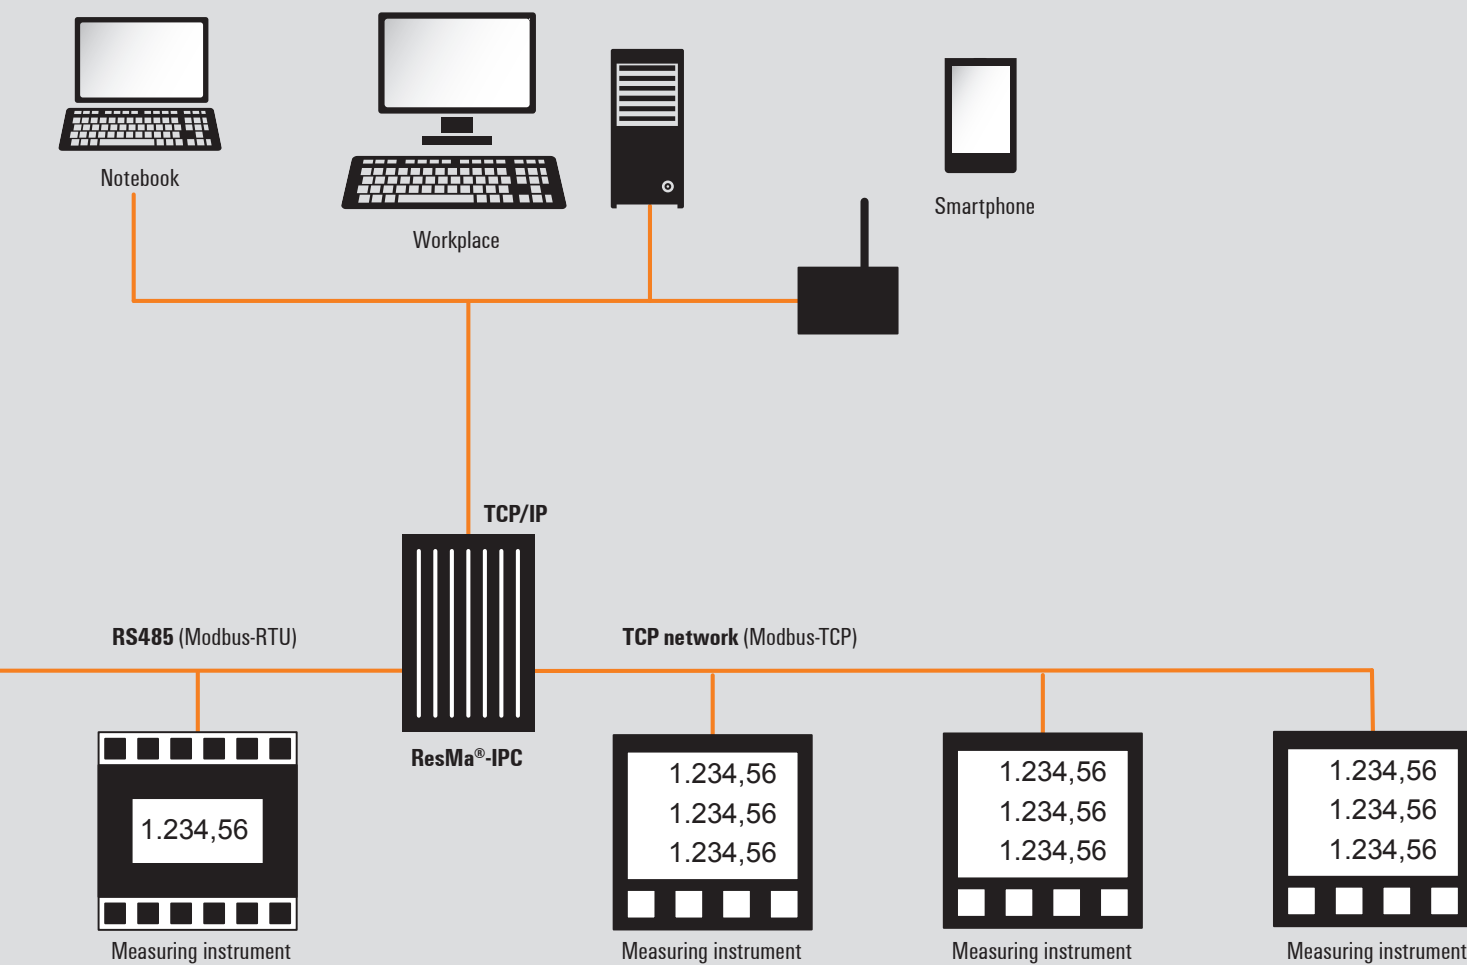 Notebook
Workplace
Smartphone
TCP/IP
RS485 (Modbus-RTU)
TCP network (Modbus-TCP)
ResMa®-IPC
1.234,56
1.234,56
1.234,56
1.234,56
1.234,56
1.234,56
1.234,56
1.234,56
1.234,56
1.234,56
Measuring instrument
Measuring instrument
Measuring instrument
Measuring instrument